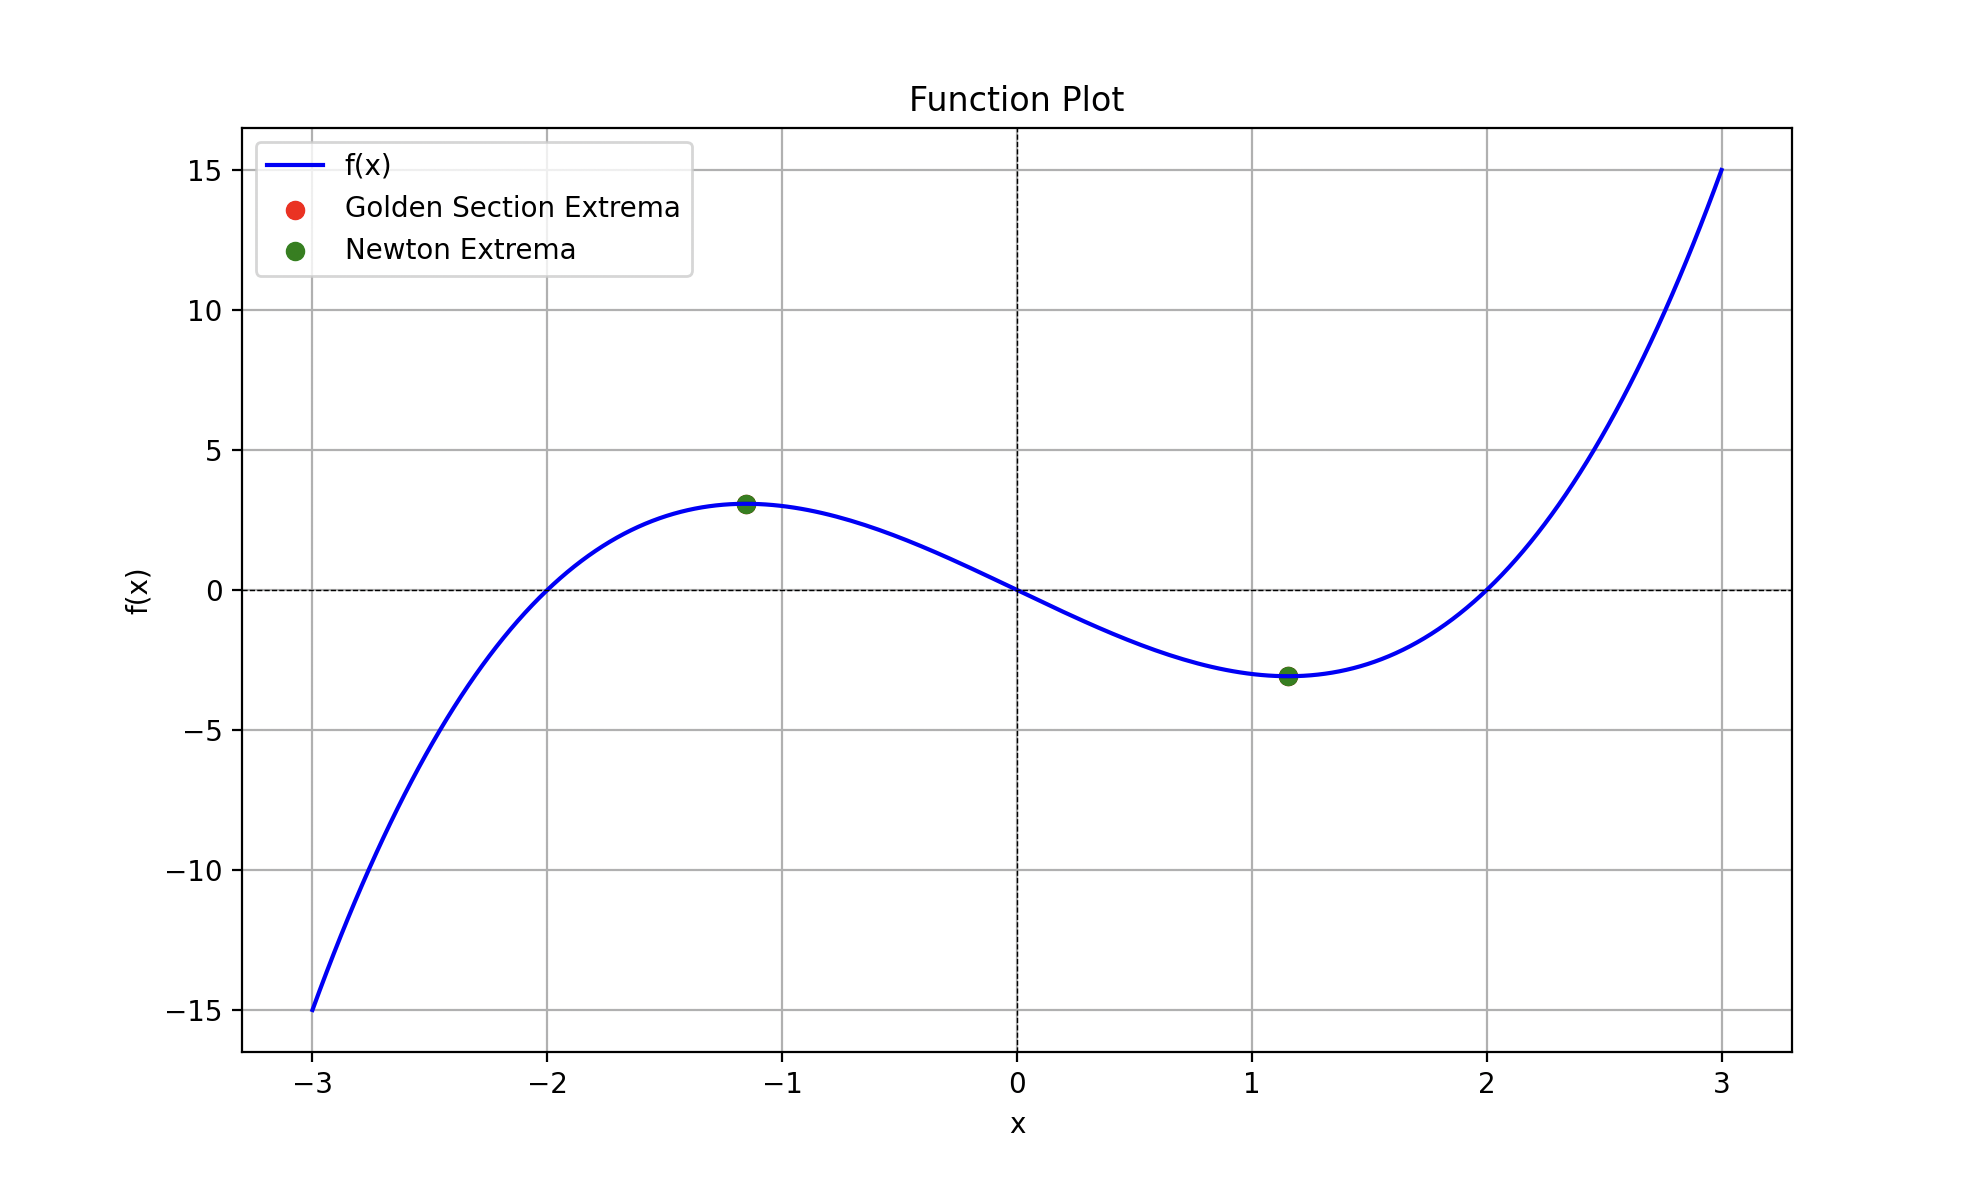 Function Plot
f(x)
Golden Section Extrema
Newton Extrema
15
10
5
0
−5
−10
−15
f(x)
−3
−2
−1
0
1
2
3
x